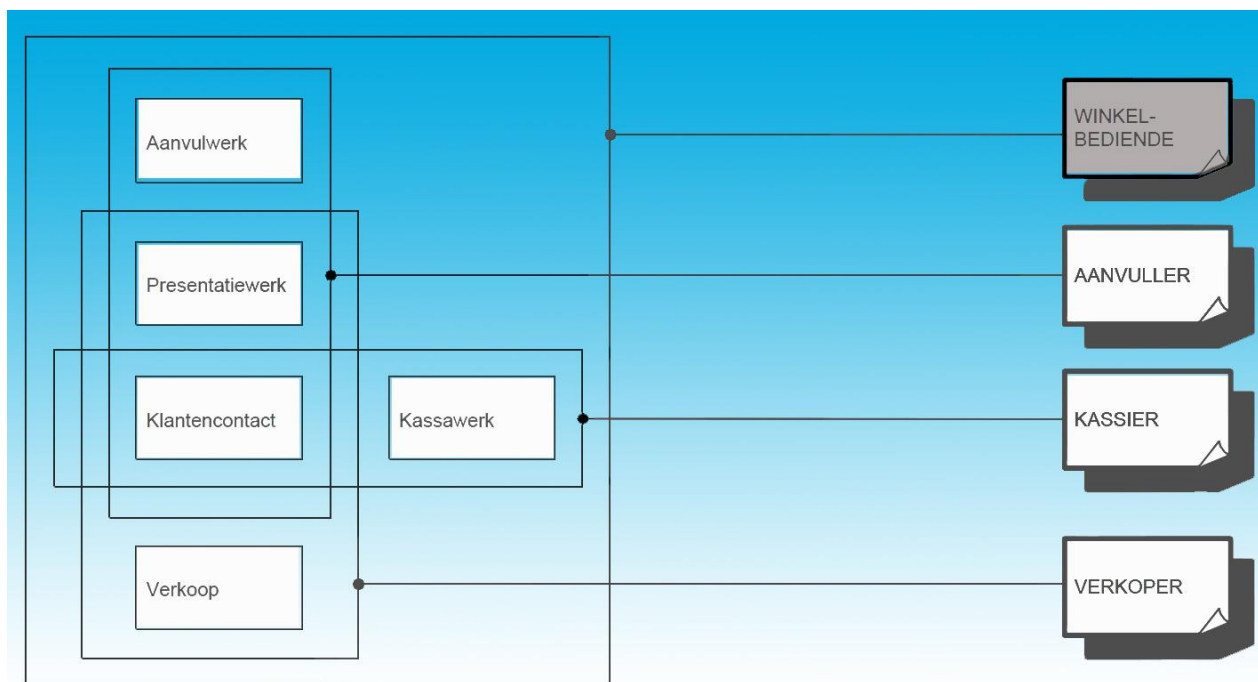 Aanvulwerk
WINKEL-
BEDIENDE
Presentatiewerk
AANVULLER
Klantencontact
Kassawerk
KASSIER
Verkoop
VERKOPER